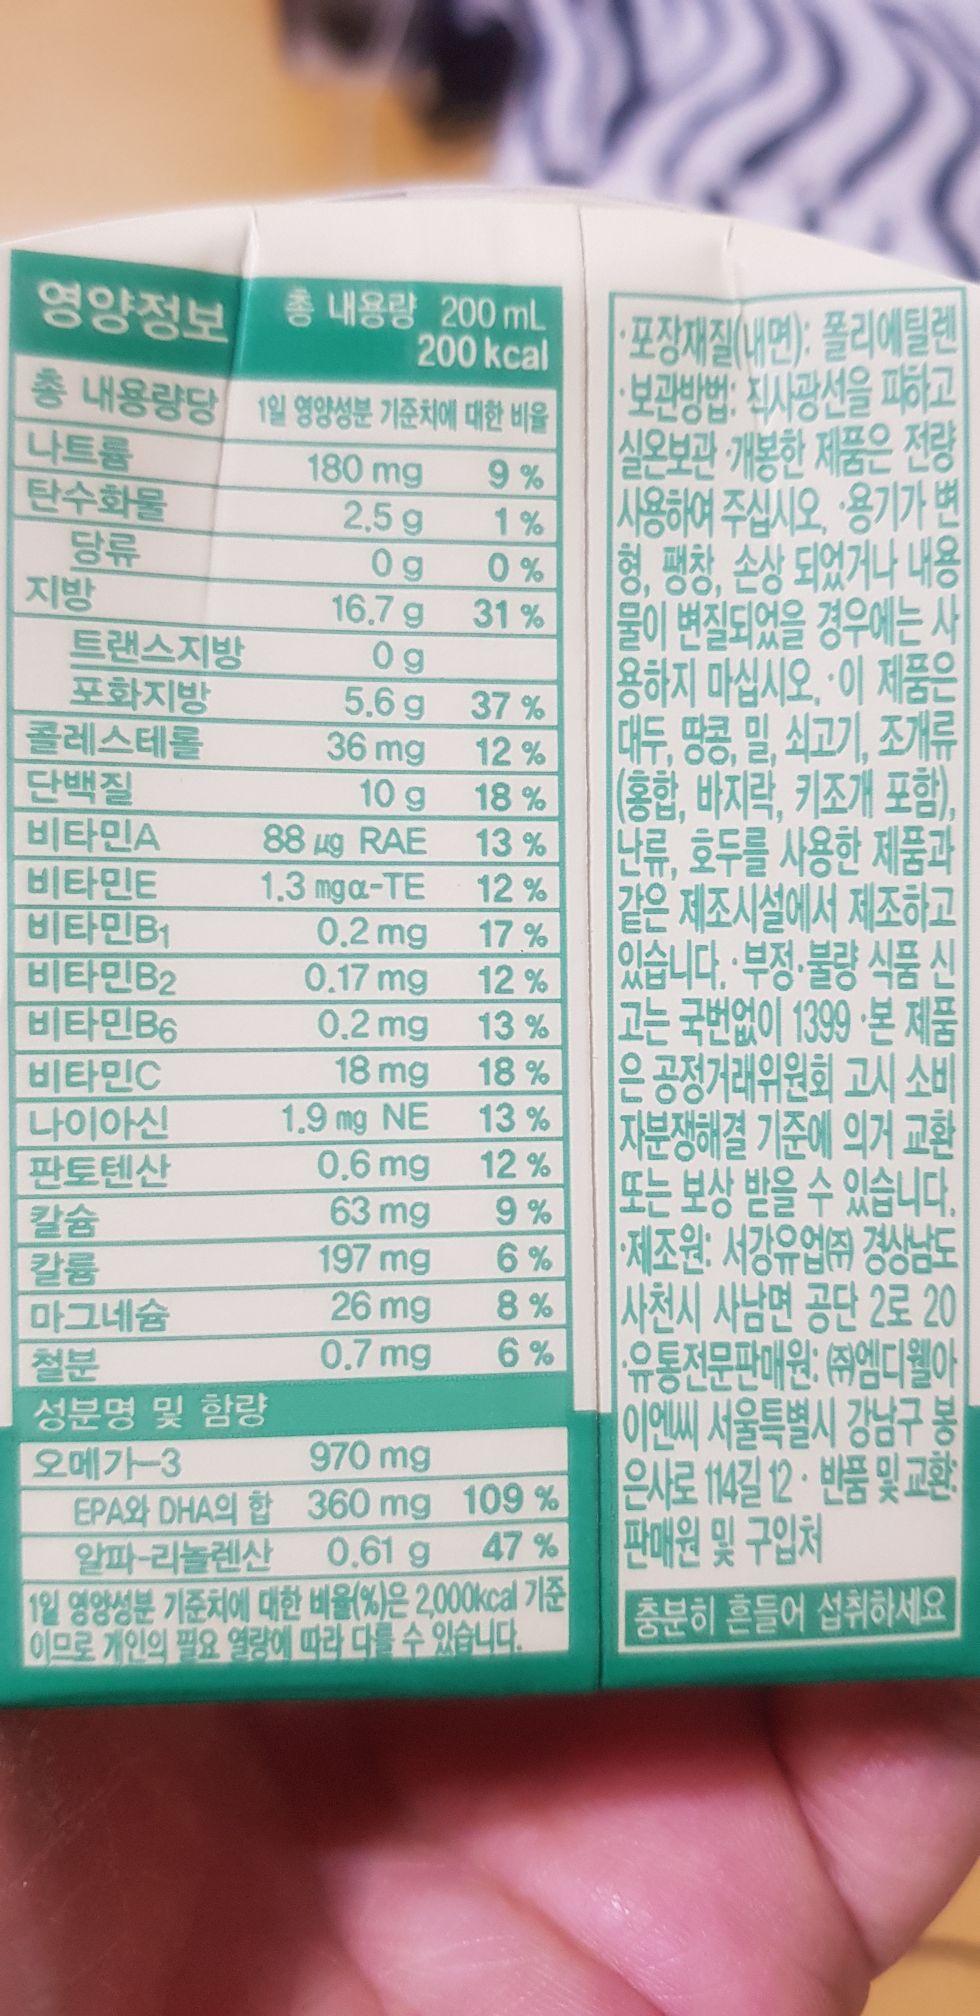 영양정보
총 내용량 200 mL
200 kcal
총 내용량당 1일 영양성분 기준치에 대한 비율
나트륨 180 mg 9 %
탄수화물 2.5 g 1 %
당류 0 g 0 %
지방 16.7 g 31 %
트랜스지방 0 g
포화지방 5.6 g 37 %
콜레스테롤 36 mg 12 %
단백질 10 g 18 %
비타민A 88 μg RAE 13 %
비타민E 1.3 mgα-TE 12 %
비타민B1 0.2 mg 17 %
비타민B2 0.17 mg 12 %
비타민B6 0.2 mg 13 %
비타민C 18 mg 18 %
나이아신 1.9 mg NE 13 %
판토텐산 0.6 mg 12 %
칼슘 63 mg 9 %
칼륨 197 mg 6 %
마그네슘 26 mg 8 %
철분 0.7 mg 6 %
성분명 및 함량
오메가-3 970 mg
EPA와 DHA의 합 360 mg 109 %
알파-리놀렌산 0.61 g 47 %
1일 영양성분 기준치에 대한 비율(%)은 2,000kcal 기준
이므로 개인의 필요 열량에 따라 다를 수 있습니다.
·포장재질(내면): 폴리에틸렌
·보관방법: 직사광선을 피하고
실온보관 ·개봉한 제품은 전량
사용하여 주십시오. ·용기가 변
형, 팽창, 손상 되었거나 내용
물이 변질되었을 경우에는 사
용하지 마십시오. ·이 제품은
대두, 땅콩, 밀, 쇠고기, 조개류
(홍합, 바지락, 키조개 포함),
난류, 호두를 사용한 제품과
같은 제조시설에서 제조하고
있습니다. ·부정·불량 식품 신
고는 국번없이 1399 ·본 제품
은 공정거래위원회 고시 소비
자분쟁해결 기준에 의거 교환
또는 보상 받을 수 있습니다.
·제조원: 서강유업㈜ 경상남도
사천시 사남면 공단 2로 20
·유통전문판매원: ㈜엠디웰아
이엔씨 서울특별시 강남구 봉
은사로 114길 12 · 반품 및 교환:
판매원 및 구입처
충분히 흔들어 섭취하세요